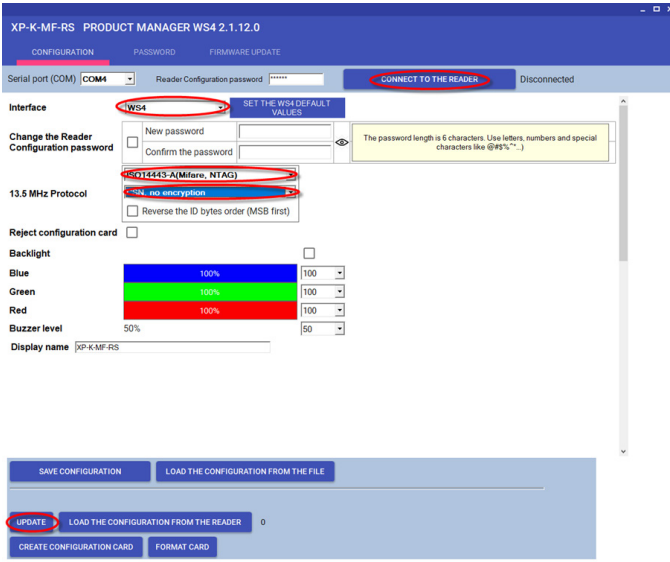 XP-K-MF-RS PRODUCT MANAGER WS4 2.1.12.0
CONFIGURATION PASSWORD FIRMWARE UPDATE
Serial port (COM) COM4 Reader Configuration password ****** CONNECT TO THE READER Disconnected
Interface WS4 SET THE WS4 DEFAULT
VALUES
Change the Reader
Configuration password
New password
Confirm the password
The password length is 6 characters. Use letters, numbers and special
characters like @#$%^*...)
13.5 MHz Protocol
ISO14443-A(Mifare, NTAG)
CSN, no encryption
Reverse the ID bytes order (MSB first)
Reject configuration card
Backlight
Blue 100% 100
Green 100% 100
Red 100% 100
Buzzer level 50% 50
Display name XP-K-MF-RS
SAVE CONFIGURATION LOAD THE CONFIGURATION FROM THE FILE
UPDATE LOAD THE CONFIGURATION FROM THE READER 0
CREATE CONFIGURATION CARD FORMAT CARD